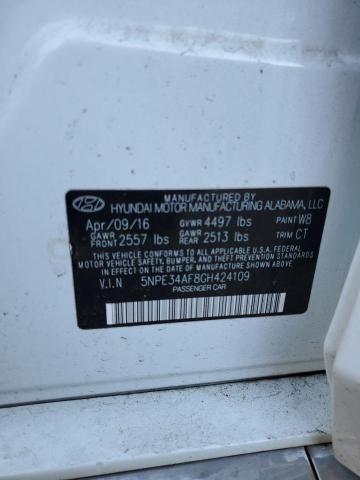 MANUFACTURED BY
HYUNDAI MOTOR MANUFACTURING ALABAMA, LLC
Apr/09/16 GVWR 4497 lbs PAINT W8
GAWR FRONT 2557 lbs GAWR REAR 2513 lbs TRIM CT
THIS VEHICLE CONFORMS TO ALL APPLICABLE U.S.A. FEDERAL
MOTOR VEHICLE SAFETY, BUMPER, AND THEFT PREVENTION
STANDARDS IN EFFECT ON THE DATE OF MANUFACTURE SHOWN ABOVE.
V.I.N 5NPE34AF8GH424109
PASSENGER CAR